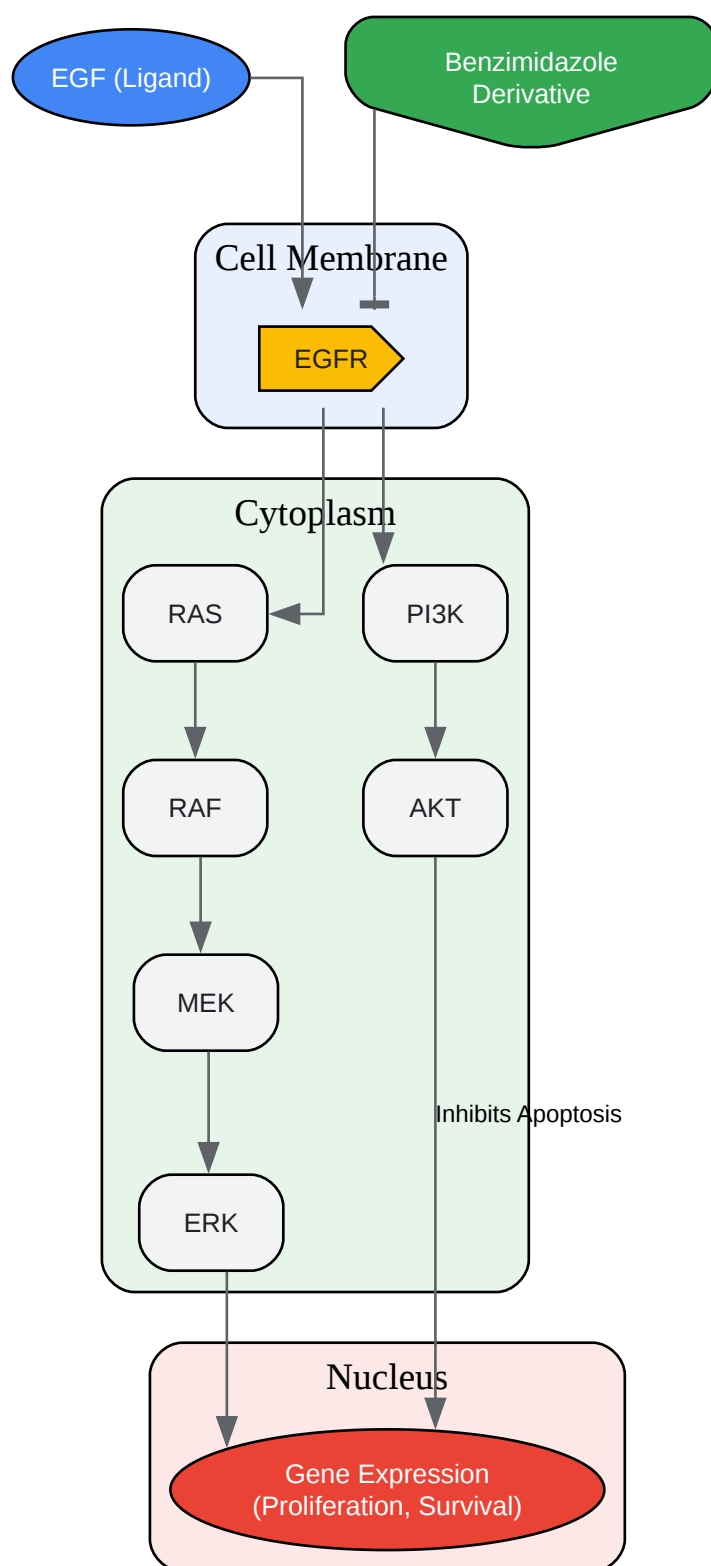 EGF (Ligand)
Benzimidazole
Derivative
Cell Membrane
EGFR
Cytoplasm
RAS
PI3K
RAF
AKT
MEK
Inhibits Apoptosis
ERK
Nucleus
Gene Expression
(Proliferation, Survival)